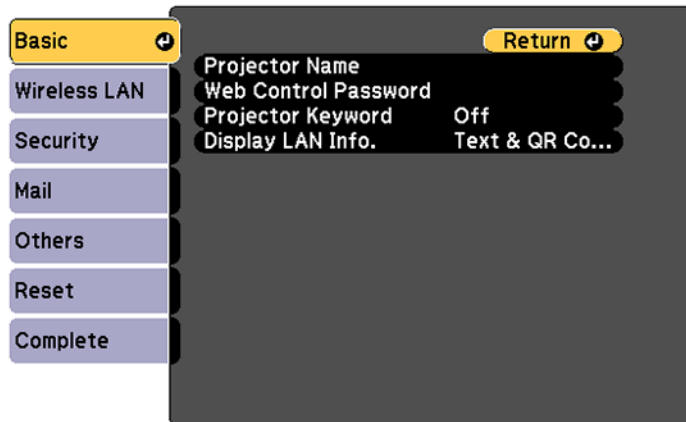 Basic
Wireless LAN
Security
Mail
Others
Reset
Complete
Return
Projector Name
Web Control Password
Projector Keyword Off
Display LAN Info. Text & QR Co...